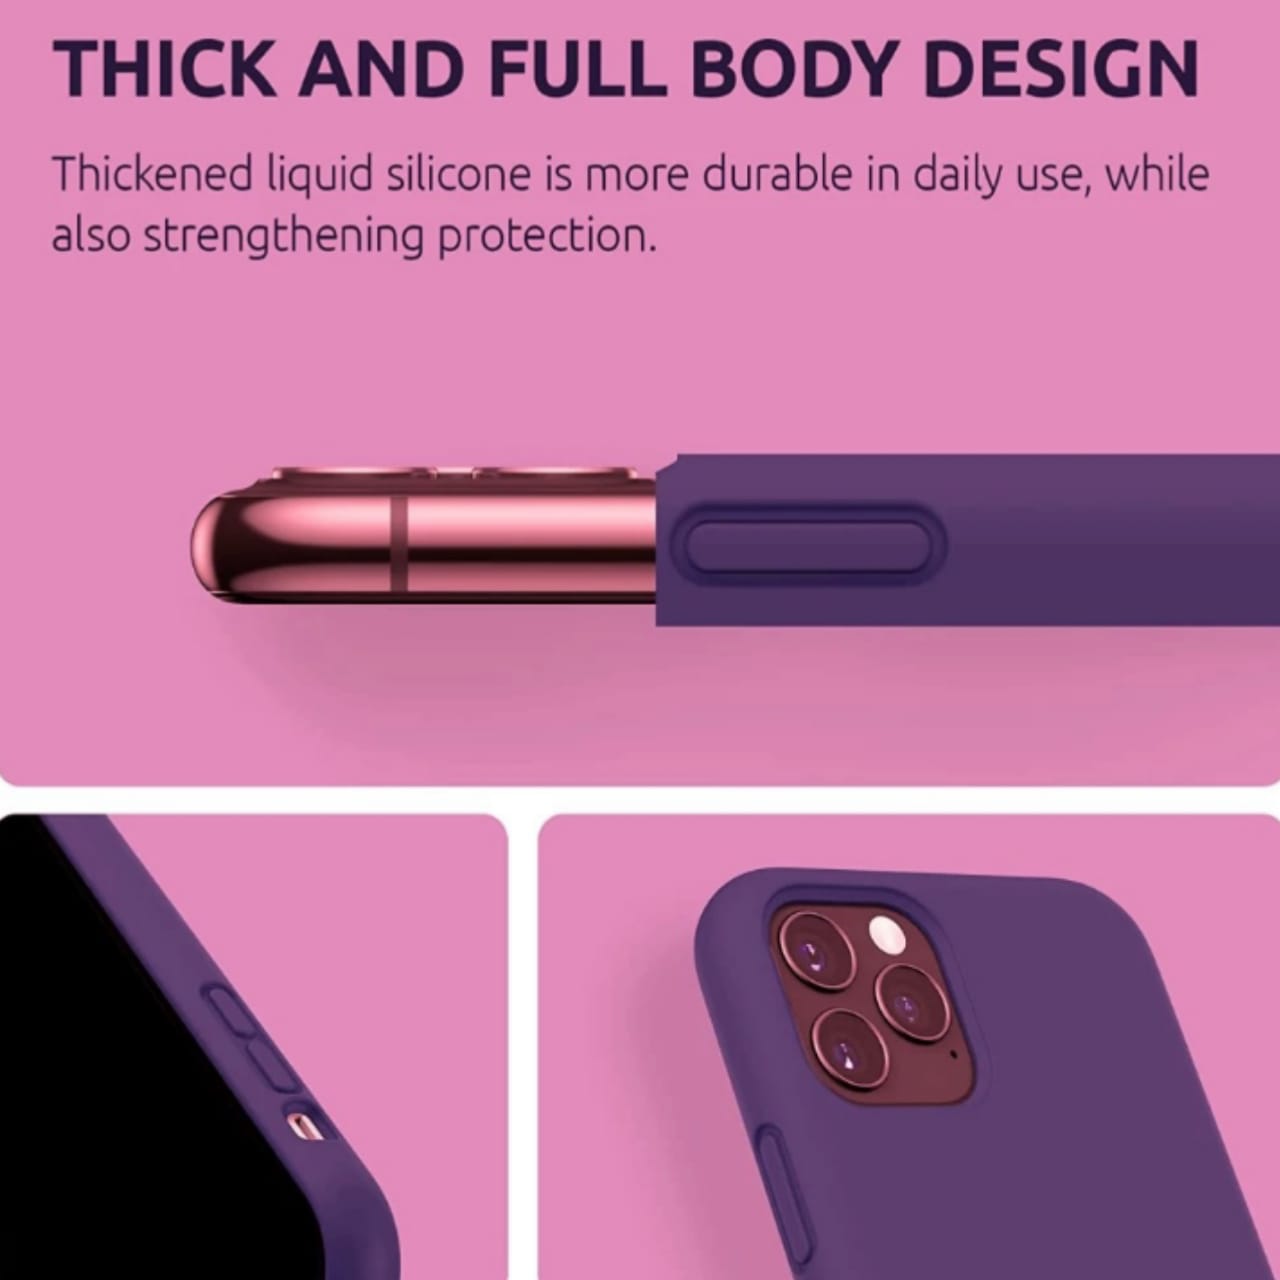 THICK AND FULL BODY DESIGN
Thickened liquid silicone is more durable in daily use, while
also strengthening protection.